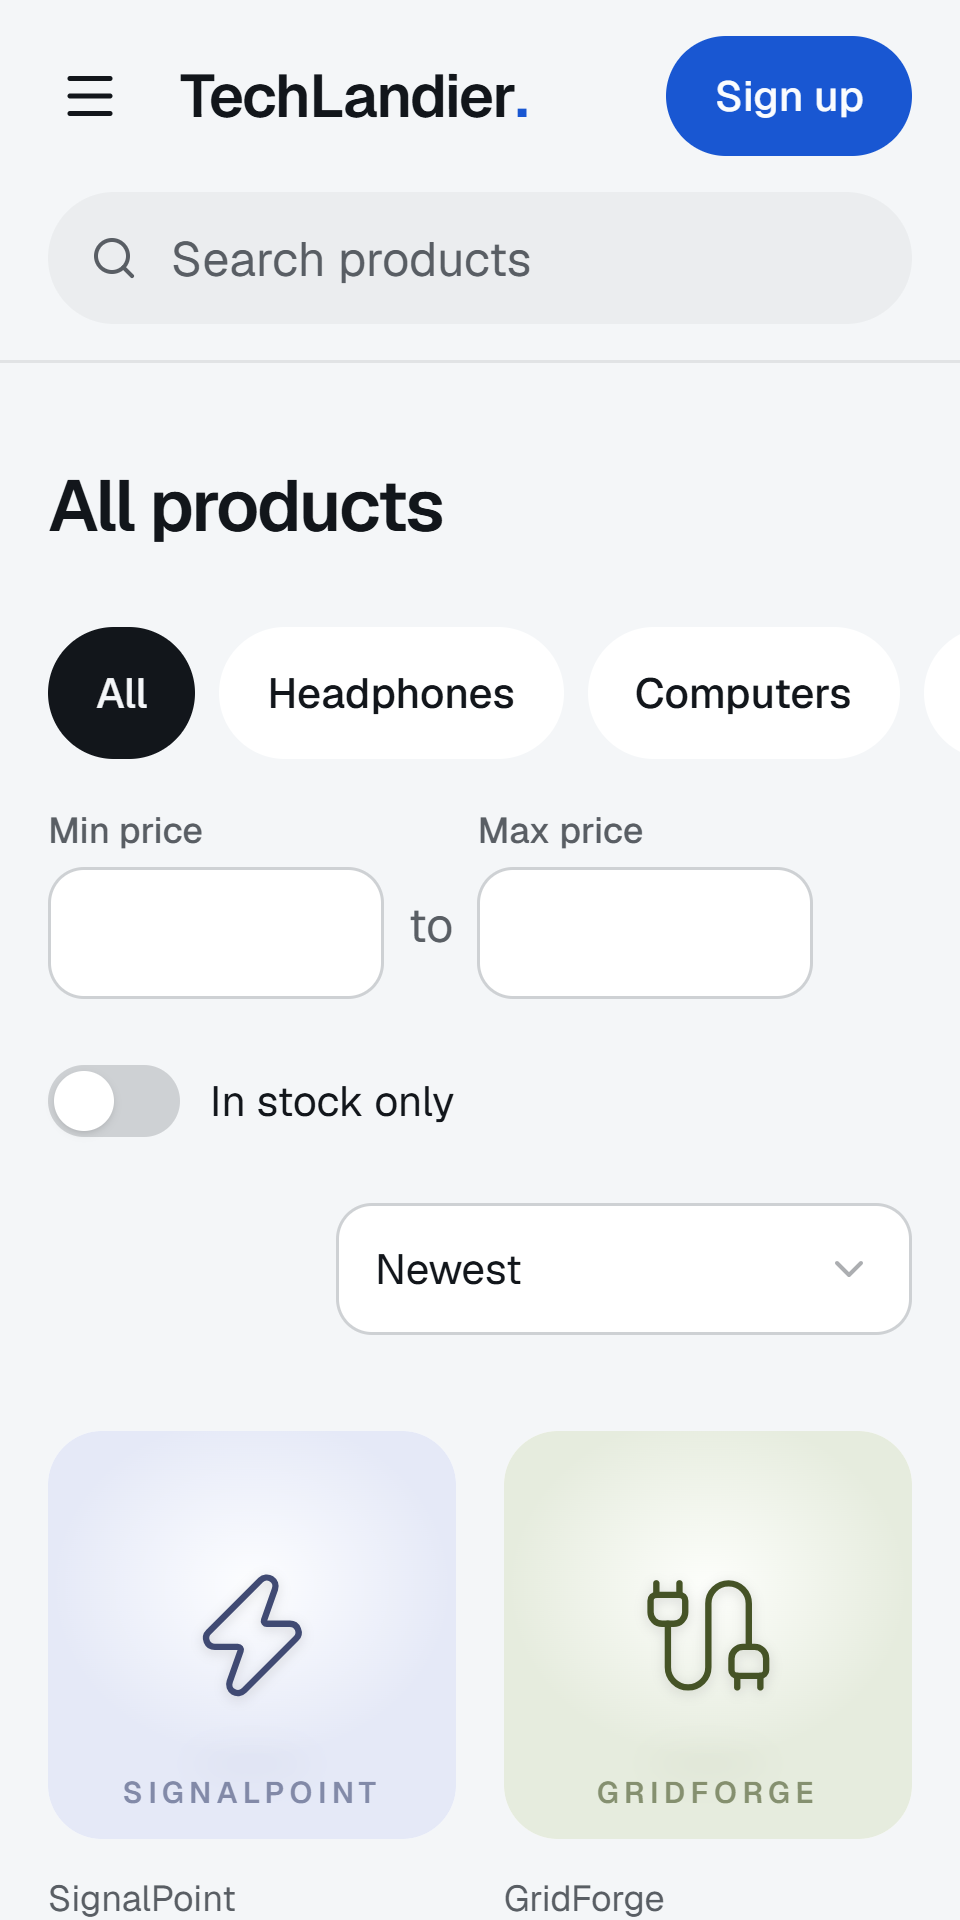 TechLandier.
Sign up
Search products
All products
All
Headphones
Computers
Min price
Max price
to
In stock only
Newest
SIGNALPOINT
GRIDFORGE
SignalPoint
GridForge